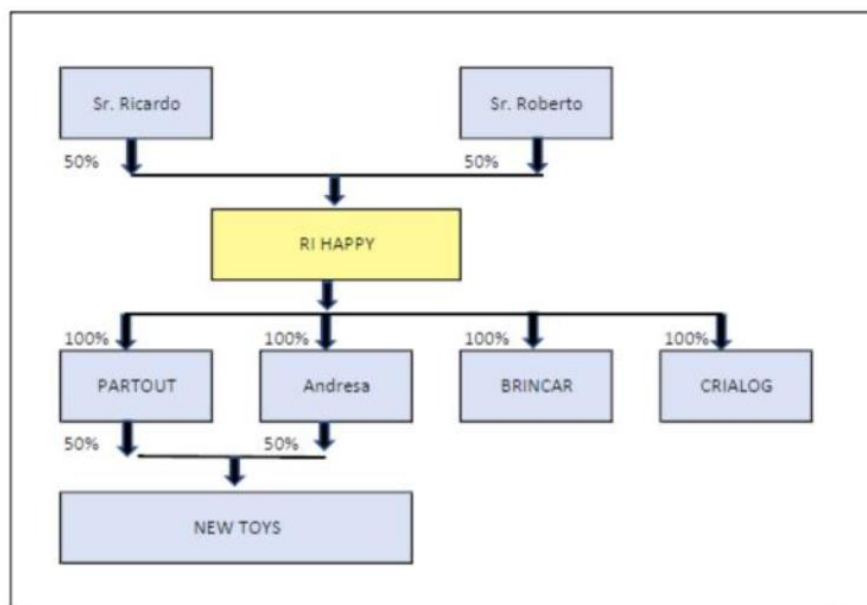 Sr. Ricardo
Sr. Roberto
50%
50%
RI HAPPY
100%
100%
100%
100%
PARTOUT
Andresa
BRINCAR
CRIALOG
50%
50%
NEW TOYS